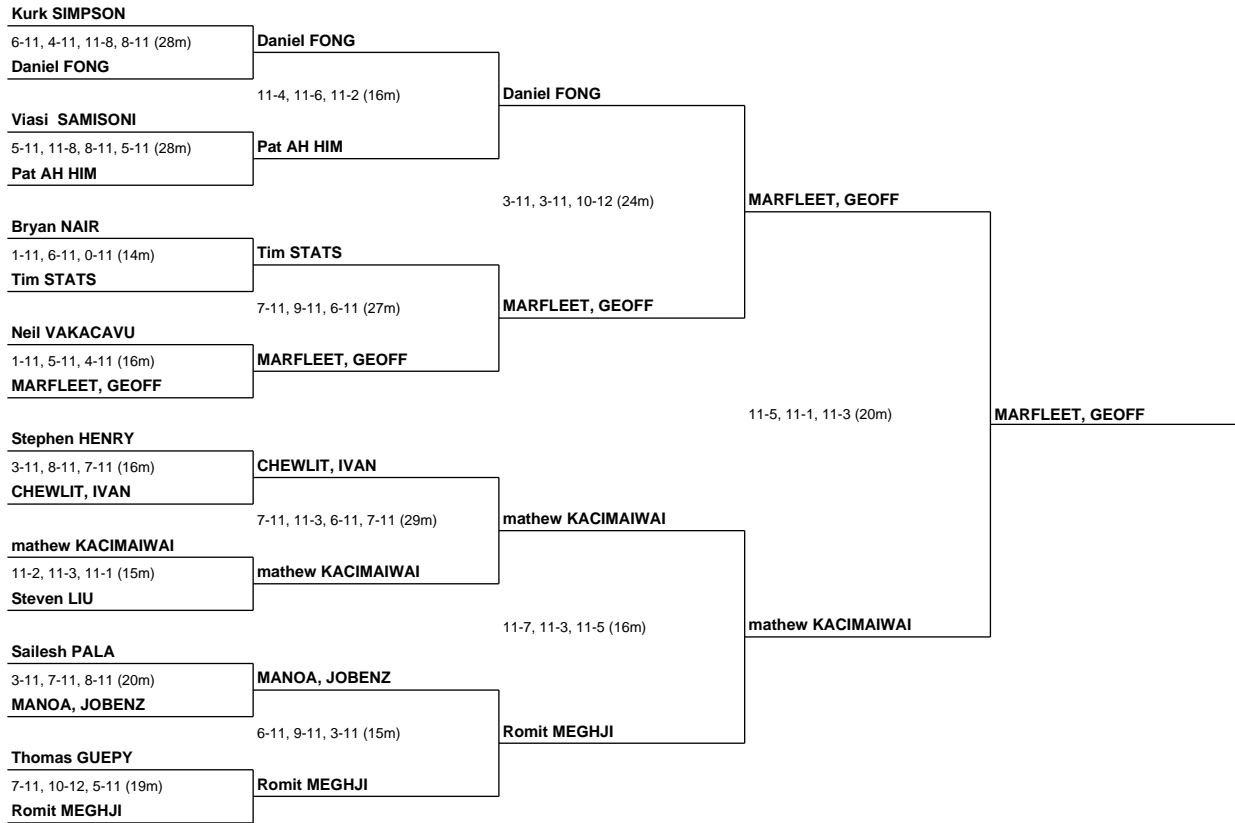 Kurk SIMPSON
6-11, 4-11, 11-8, 8-11 (28m)
Daniel FONG
Daniel FONG
11-4, 11-6, 11-2 (16m)
Daniel FONG
Viasi  SAMISONI
5-11, 11-8, 8-11, 5-11 (28m)
Pat AH HIM
Pat AH HIM
3-11, 3-11, 10-12 (24m)
MARFLEET, GEOFF
Bryan NAIR
1-11, 6-11, 0-11 (14m)
Tim STATS
Tim STATS
7-11, 9-11, 6-11 (27m)
MARFLEET, GEOFF
Neil VAKACAVU
1-11, 5-11, 4-11 (16m)
MARFLEET, GEOFF
MARFLEET, GEOFF
11-5, 11-1, 11-3 (20m)
MARFLEET, GEOFF
Stephen HENRY
3-11, 8-11, 7-11 (16m)
CHEWLIT, IVAN
CHEWLIT, IVAN
7-11, 11-3, 6-11, 7-11 (29m)
mathew KACIMAIWAI
mathew KACIMAIWAI
11-2, 11-3, 11-1 (15m)
Steven LIU
mathew KACIMAIWAI
11-7, 11-3, 11-5 (16m)
mathew KACIMAIWAI
Sailesh PALA
3-11, 7-11, 8-11 (20m)
MANOA, JOBENZ
MANOA, JOBENZ
6-11, 9-11, 3-11 (15m)
Romit MEGHJI
Thomas GUEPY
7-11, 10-12, 5-11 (19m)
Romit MEGHJI
Romit MEGHJI